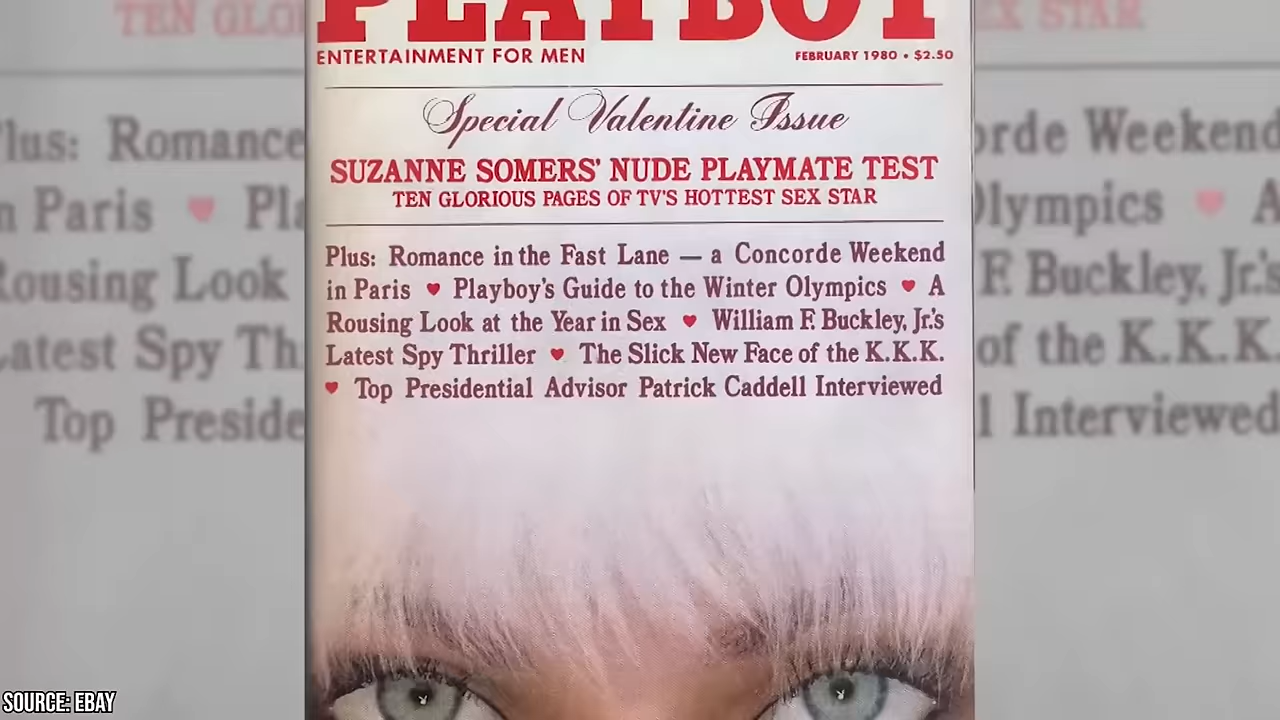 PLAYBOY
ENTERTAINMENT FOR MEN
FEBRUARY 1980 • $2.50
Special Valentine Issue
SUZANNE SOMERS' NUDE PLAYMATE TEST
TEN GLORIOUS PAGES OF TV'S HOTTEST SEX STAR
Plus: Romance in the Fast Lane — a Concorde Weekend
in Paris ♥ Playboy's Guide to the Winter Olympics ♥ A
Rousing Look at the Year in Sex ♥ William F. Buckley, Jr.'s
Latest Spy Thriller ♥ The Slick New Face of the K.K.K.
♥ Top Presidential Advisor Patrick Caddell Interviewed
SOURCE: EBAY